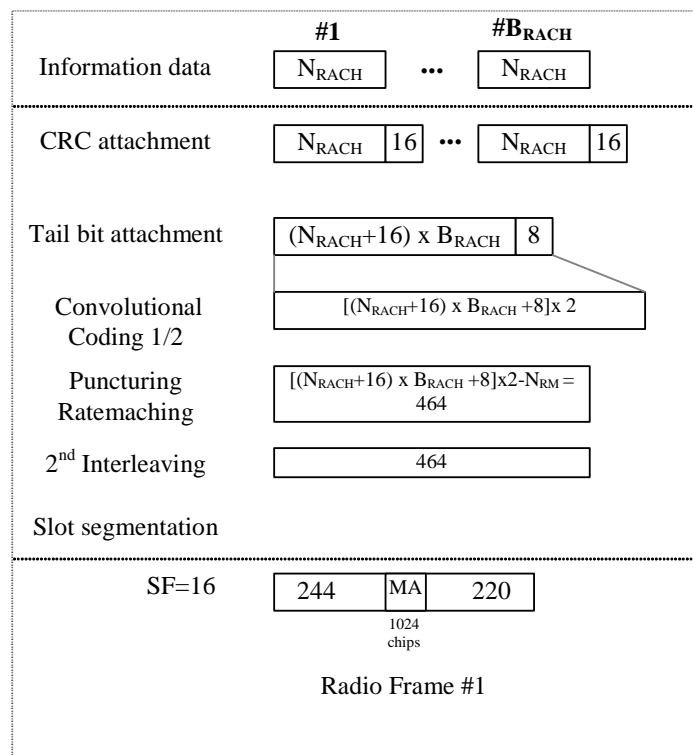 #1 #B_RACH
Information data N_RACH ... N_RACH
CRC attachment N_RACH 16 ... N_RACH 16
Tail bit attachment (N_RACH+16) x B_RACH 8
Convolutional
Coding 1/2
[(N_RACH+16) x B_RACH +8]x 2
Puncturing
Ratemaching
[(N_RACH+16) x B_RACH +8]x2-N_RM =
464
2nd Interleaving 464
Slot segmentation
SF=16 244 MA 220
1024
chips
Radio Frame #1